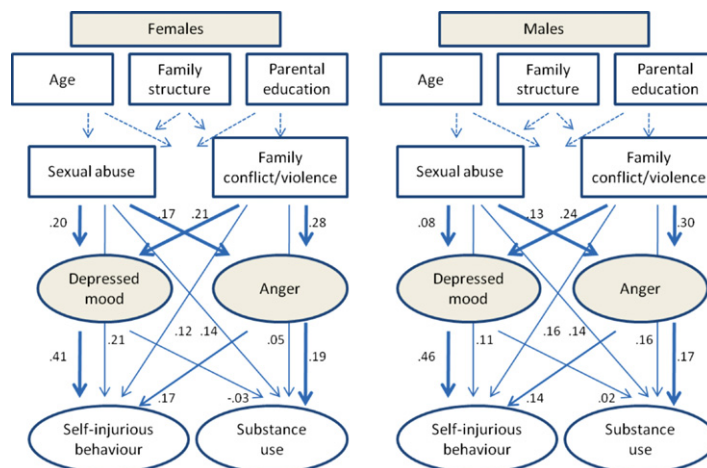 Females
Age
Family
structure
Parental
education
Sexual abuse
Family
conflict/violence
.20
.17
.21
.28
Depressed
mood
Anger
.41
.21
.12
.14
.05
.19
.17
-.03
Self-injurious
behaviour
Substance
use
Males
Age
Family
structure
Parental
education
Sexual abuse
Family
conflict/violence
.08
.13
.24
.30
Depressed
mood
Anger
.46
.11
.16
.14
.16
.17
.14
.02
Self-injurious
behaviour
Substance
use